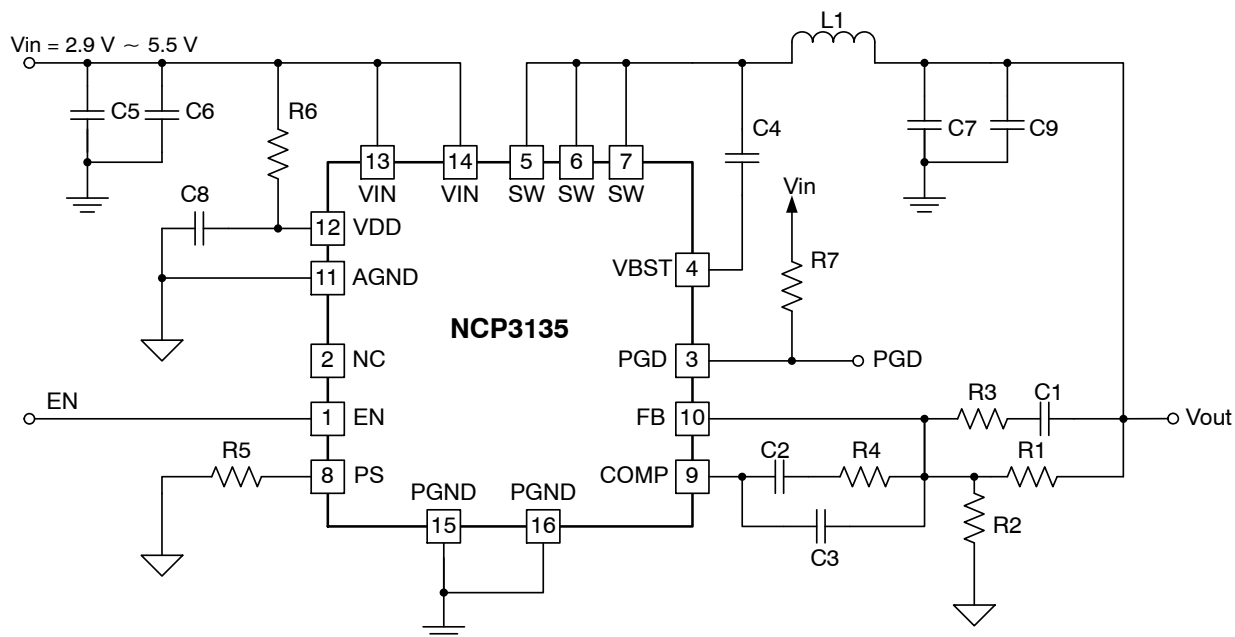 L1
Vin = 2.9 V ~ 5.5 V
C5
C6
R6
C4
C7
C9
13
14
5
6
7
VIN
VIN
SW
SW
SW
Vin
C8
12
VDD
R7
VBST
4
11
AGND
NCP3135
2
NC
PGD
3
PGD
EN
1
EN
FB
10
R3
C1
Vout
R5
8
PS
COMP
9
C2
R4
R1
PGND
PGND
15
16
C3
R2